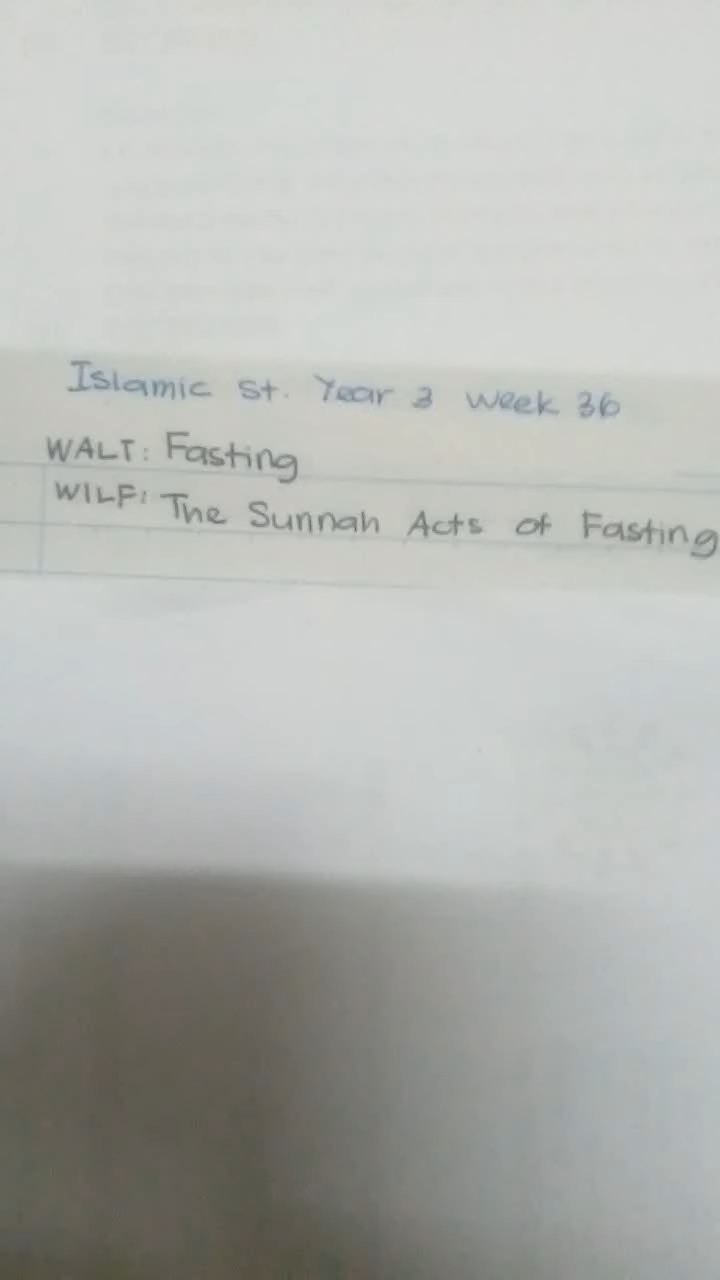 Islamic St. Year 3 Week 36
WALT: Fasting
WILF: The Sunnah Acts of Fasting